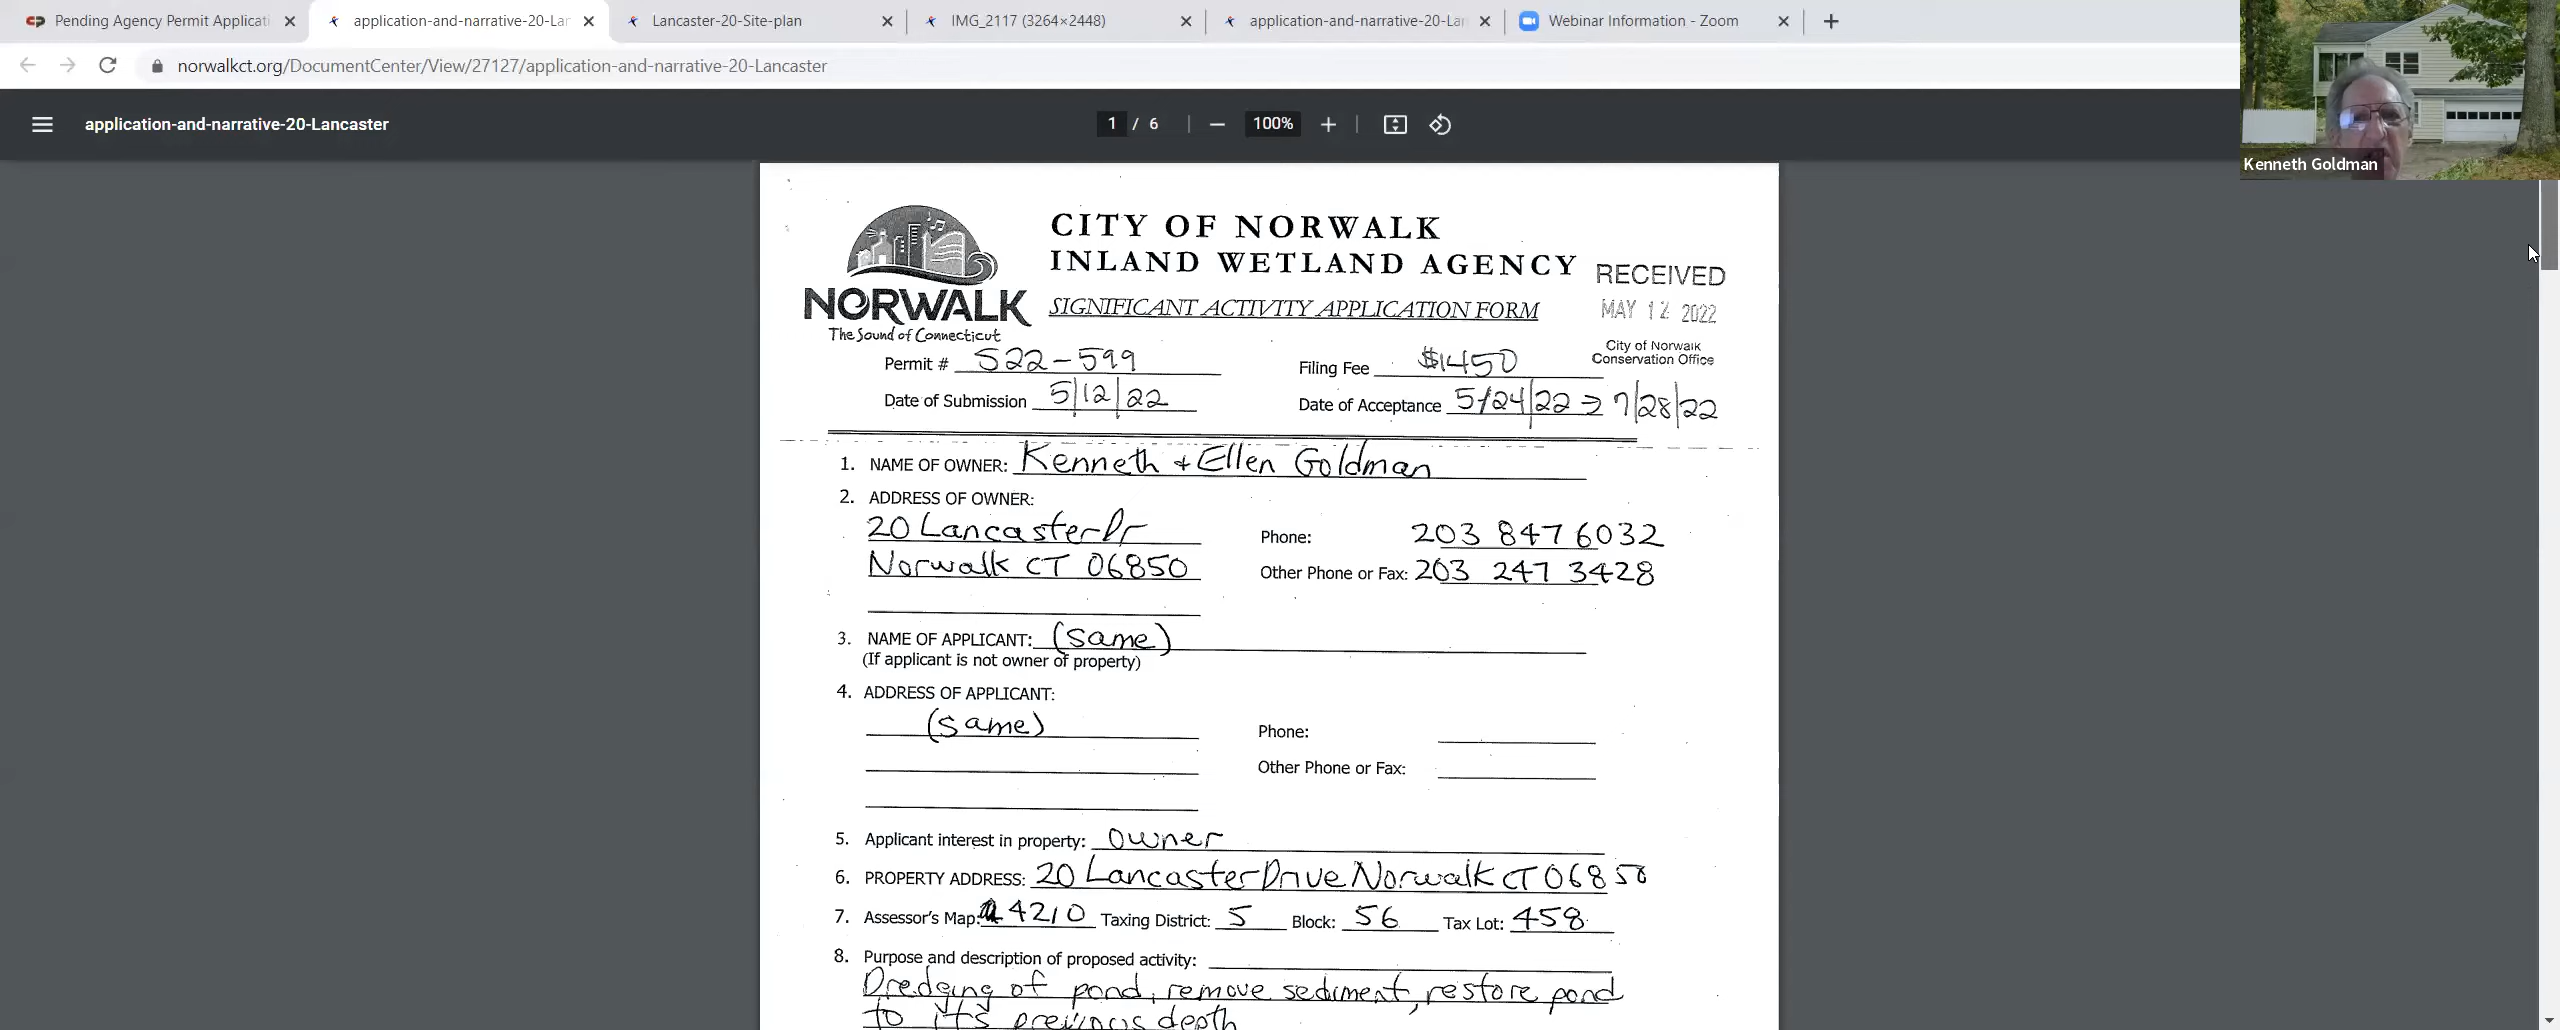 Pending Agency Permit Applicati
application-and-narrative-20-Lan
Lancaster-20-Site-plan
IMG_2117 (3264×2448)
application-and-narrative-20-Lan
Webinar Information - Zoom
norwalkct.org/DocumentCenter/View/27127/application-and-narrative-20-Lancaster
application-and-narrative-20-Lancaster
1 / 6
100%
Kenneth Goldman
CITY OF NORWALK
INLAND WETLAND AGENCY
SIGNIFICANT ACTIVITY APPLICATION FORM
NORWALK
The Sound of Connecticut
RECEIVED
MAY 12 2022
City of Norwalk
Conservation Office
Permit # S22-599
Filing Fee $1450
Date of Submission 5/12/22
Date of Acceptance 5/24/22 → 7/28/22
1. NAME OF OWNER: Kenneth + Ellen Goldman
2. ADDRESS OF OWNER:
20 Lancaster Dr
Phone: 203 847 6032
Norwalk CT 06850
Other Phone or Fax: 203 247 3428
3. NAME OF APPLICANT: (same)
(If applicant is not owner of property)
4. ADDRESS OF APPLICANT:
(same)
Phone:
Other Phone or Fax:
5. Applicant interest in property: owner
6. PROPERTY ADDRESS: 20 Lancaster Drive Norwalk CT 06850
7. Assessor's Map: 4210 Taxing District: 5 Block: 56 Tax Lot: 458
8. Purpose and description of proposed activity:
Dredging of pond, remove sediment, restore pond
to its previous depth